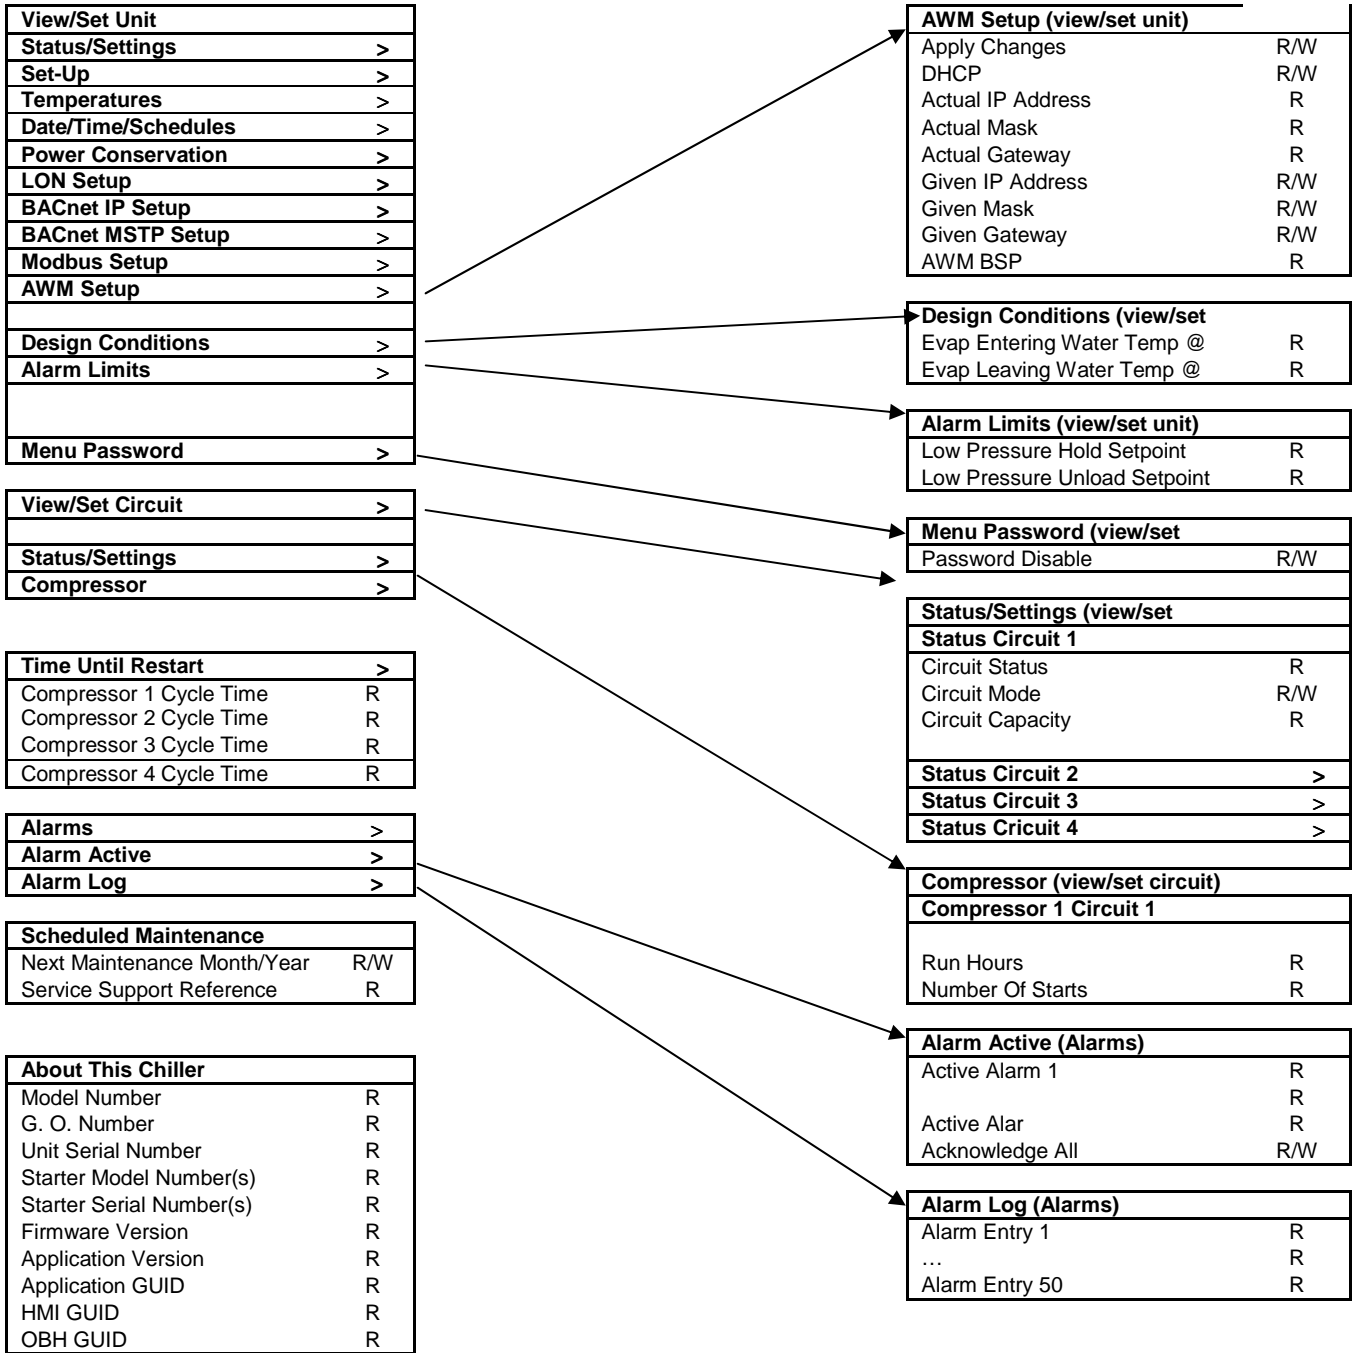 View/Set Unit
Status/Settings >
Set-Up >
Temperatures >
Date/Time/Schedules >
Power Conservation >
LON Setup >
BACnet IP Setup >
BACnet MSTP Setup >
Modbus Setup >
AWM Setup >
Design Conditions >
Alarm Limits >
Menu Password >
View/Set Circuit >
Status/Settings >
Compressor >
Time Until Restart >
Compressor 1 Cycle Time R
Compressor 2 Cycle Time R
Compressor 3 Cycle Time R
Compressor 4 Cycle Time R
Alarms >
Alarm Active >
Alarm Log >
Scheduled Maintenance
Next Maintenance Month/Year R/W
Service Support Reference R
About This Chiller
Model Number R
G. O. Number R
Unit Serial Number R
Starter Model Number(s) R
Starter Serial Number(s) R
Firmware Version R
Application Version R
Application GUID R
HMI GUID R
OBH GUID R
AWM Setup (view/set unit)
Apply Changes R/W
DHCP R/W
Actual IP Address R
Actual Mask R
Actual Gateway R
Given IP Address R/W
Given Mask R/W
Given Gateway R/W
AWM BSP R
Design Conditions (view/set
Evap Entering Water Temp @ R
Evap Leaving Water Temp @ R
Alarm Limits (view/set unit)
Low Pressure Hold Setpoint R
Low Pressure Unload Setpoint R
Menu Password (view/set
Password Disable R/W
Status/Settings (view/set
Status Circuit 1
Circuit Status R
Circuit Mode R/W
Circuit Capacity R
Status Circuit 2 >
Status Circuit 3 >
Status Cricuit 4 >
Compressor (view/set circuit)
Compressor 1 Circuit 1
Run Hours R
Number Of Starts R
Alarm Active (Alarms)
Active Alarm 1 R
R
Active Alar R
Acknowledge All R/W
Alarm Log (Alarms)
Alarm Entry 1 R
… R
Alarm Entry 50 R